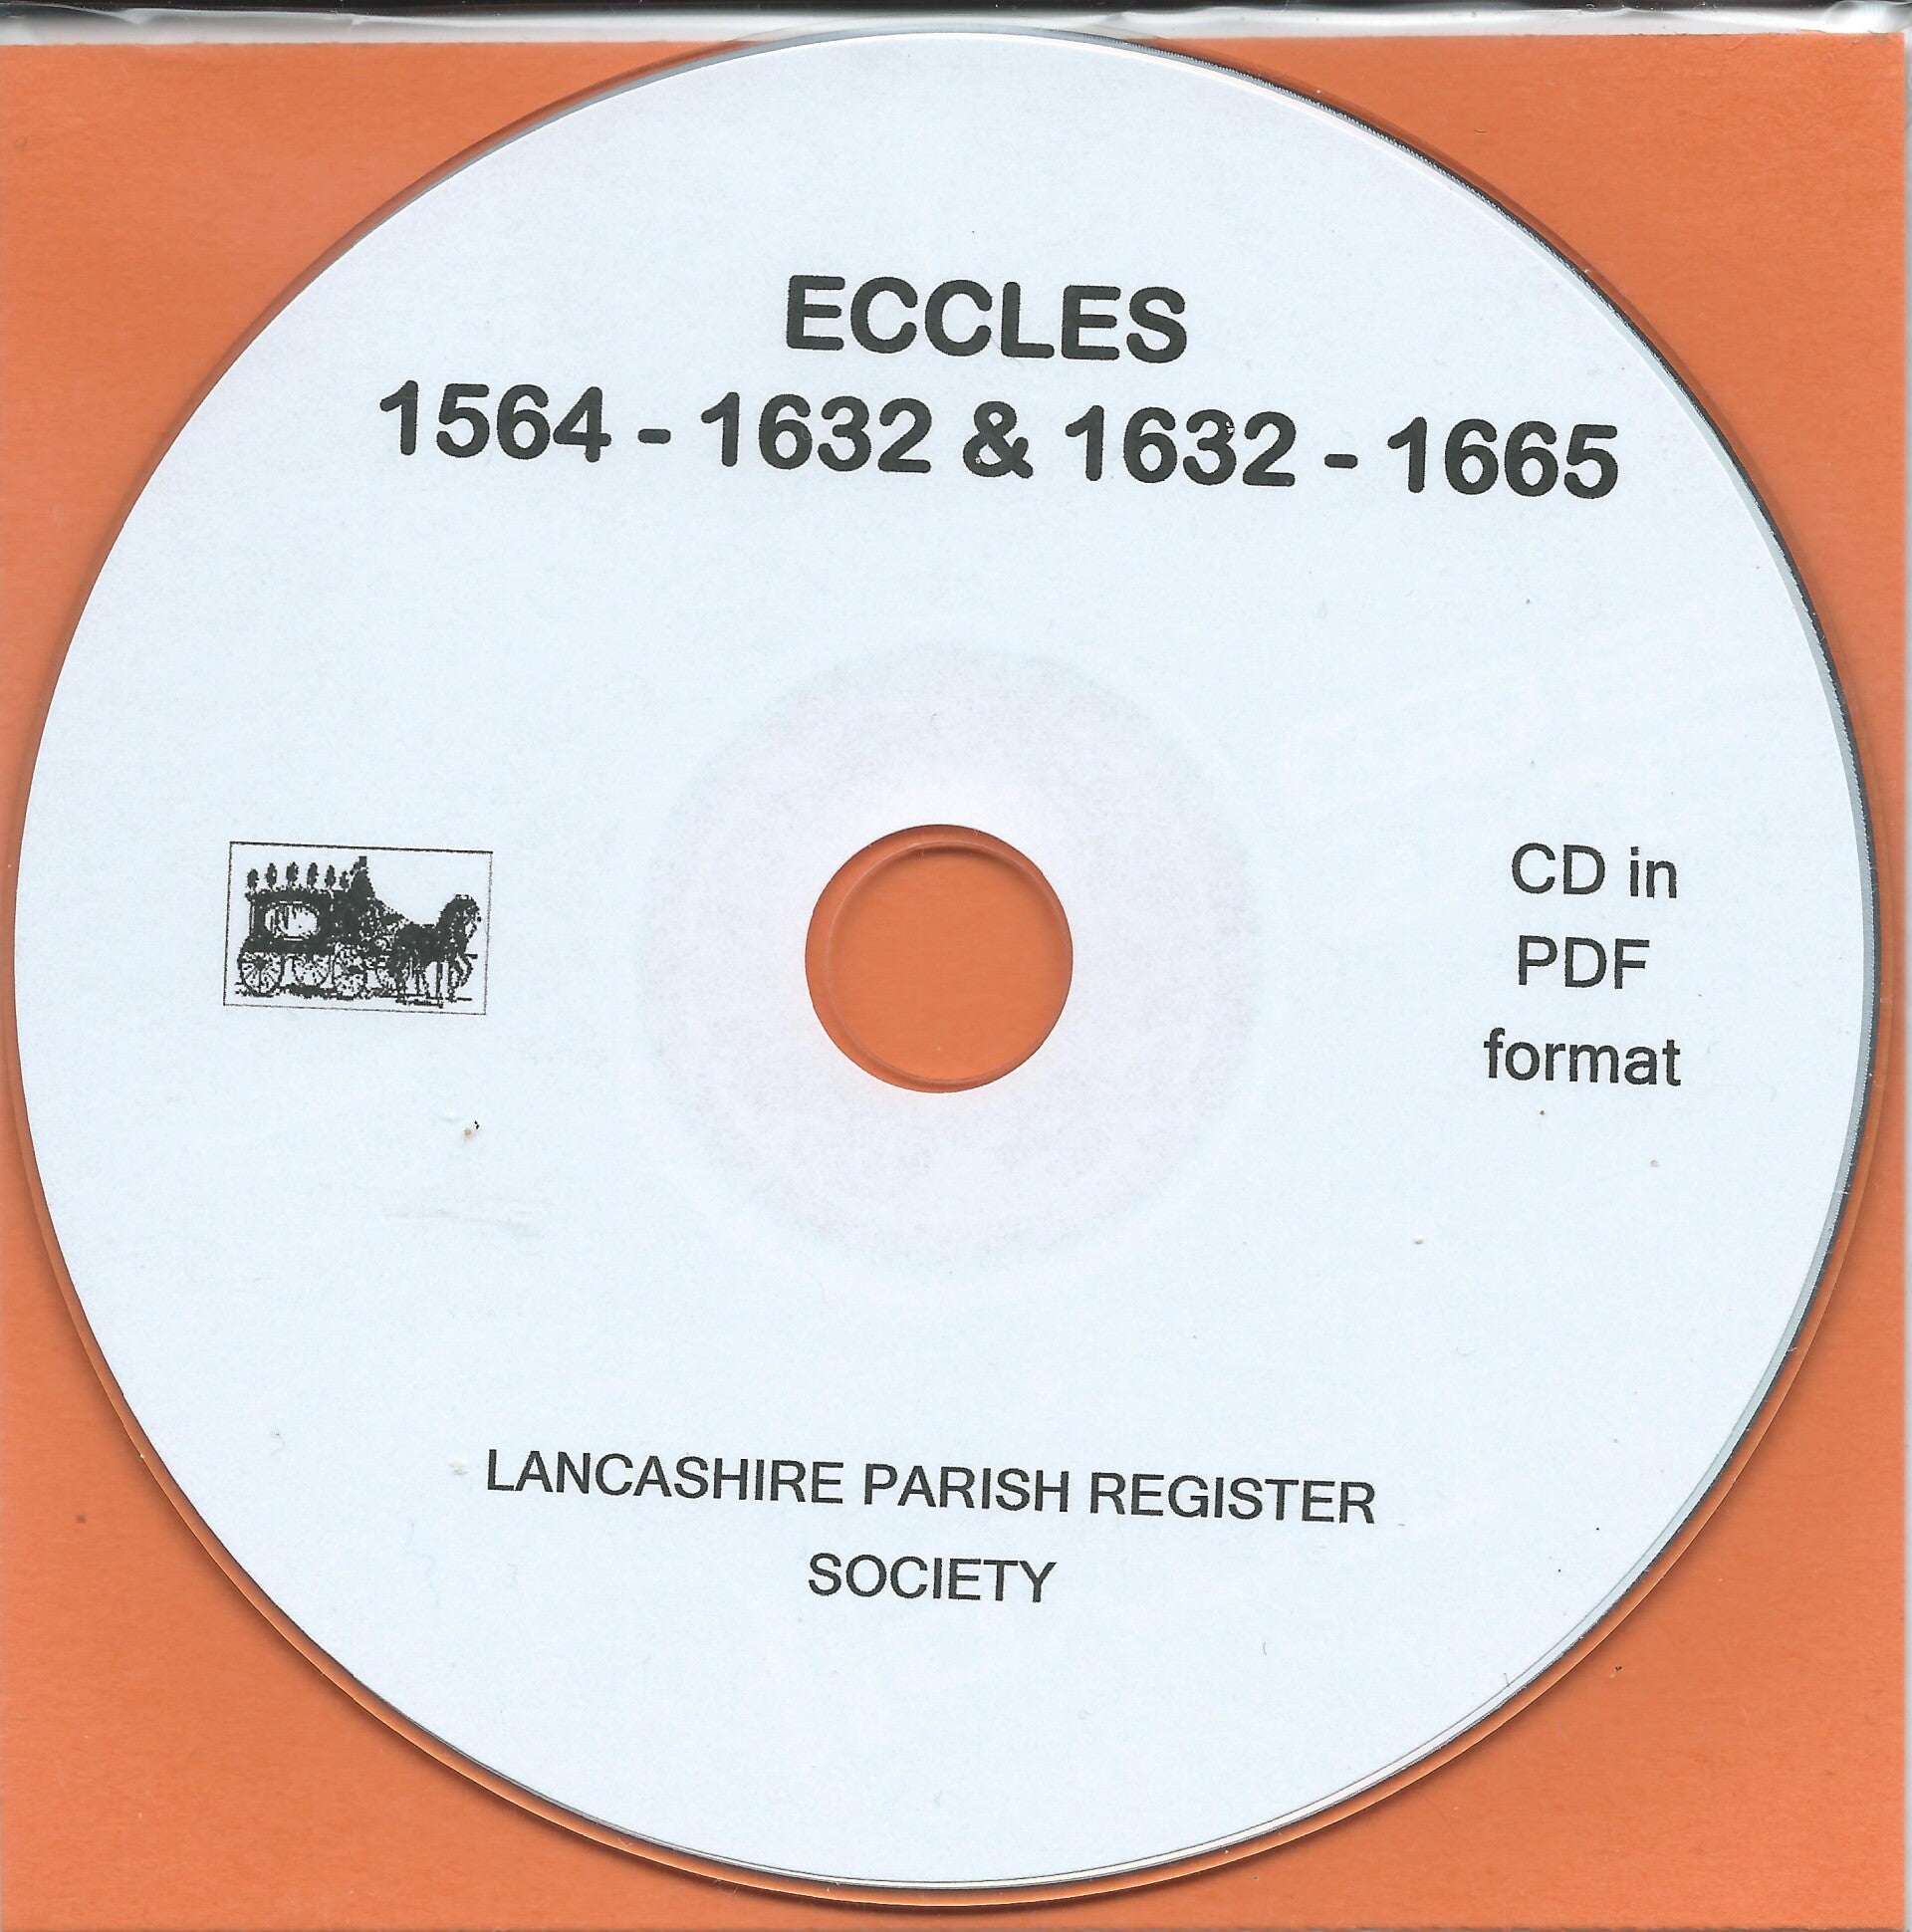 ECCLES
1564 - 1632 & 1632 - 1665
CD in
PDF
format
LANCASHIRE PARISH REGISTER
SOCIETY